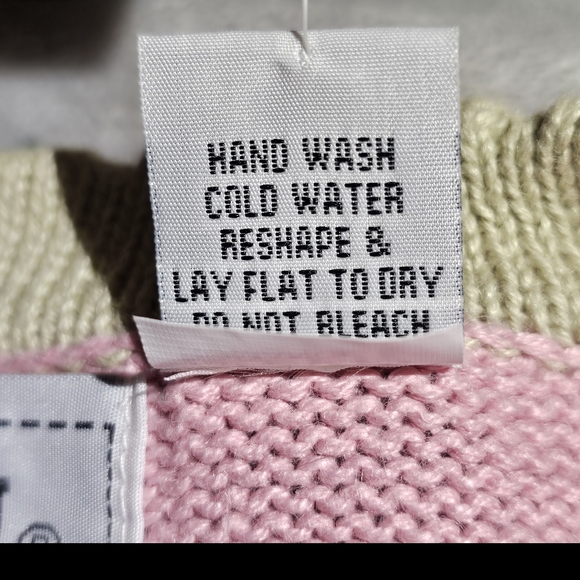 HAND WASH
COLD WATER
RESHAPE &
LAY FLAT TO DRY
DO NOT BLEACH
®